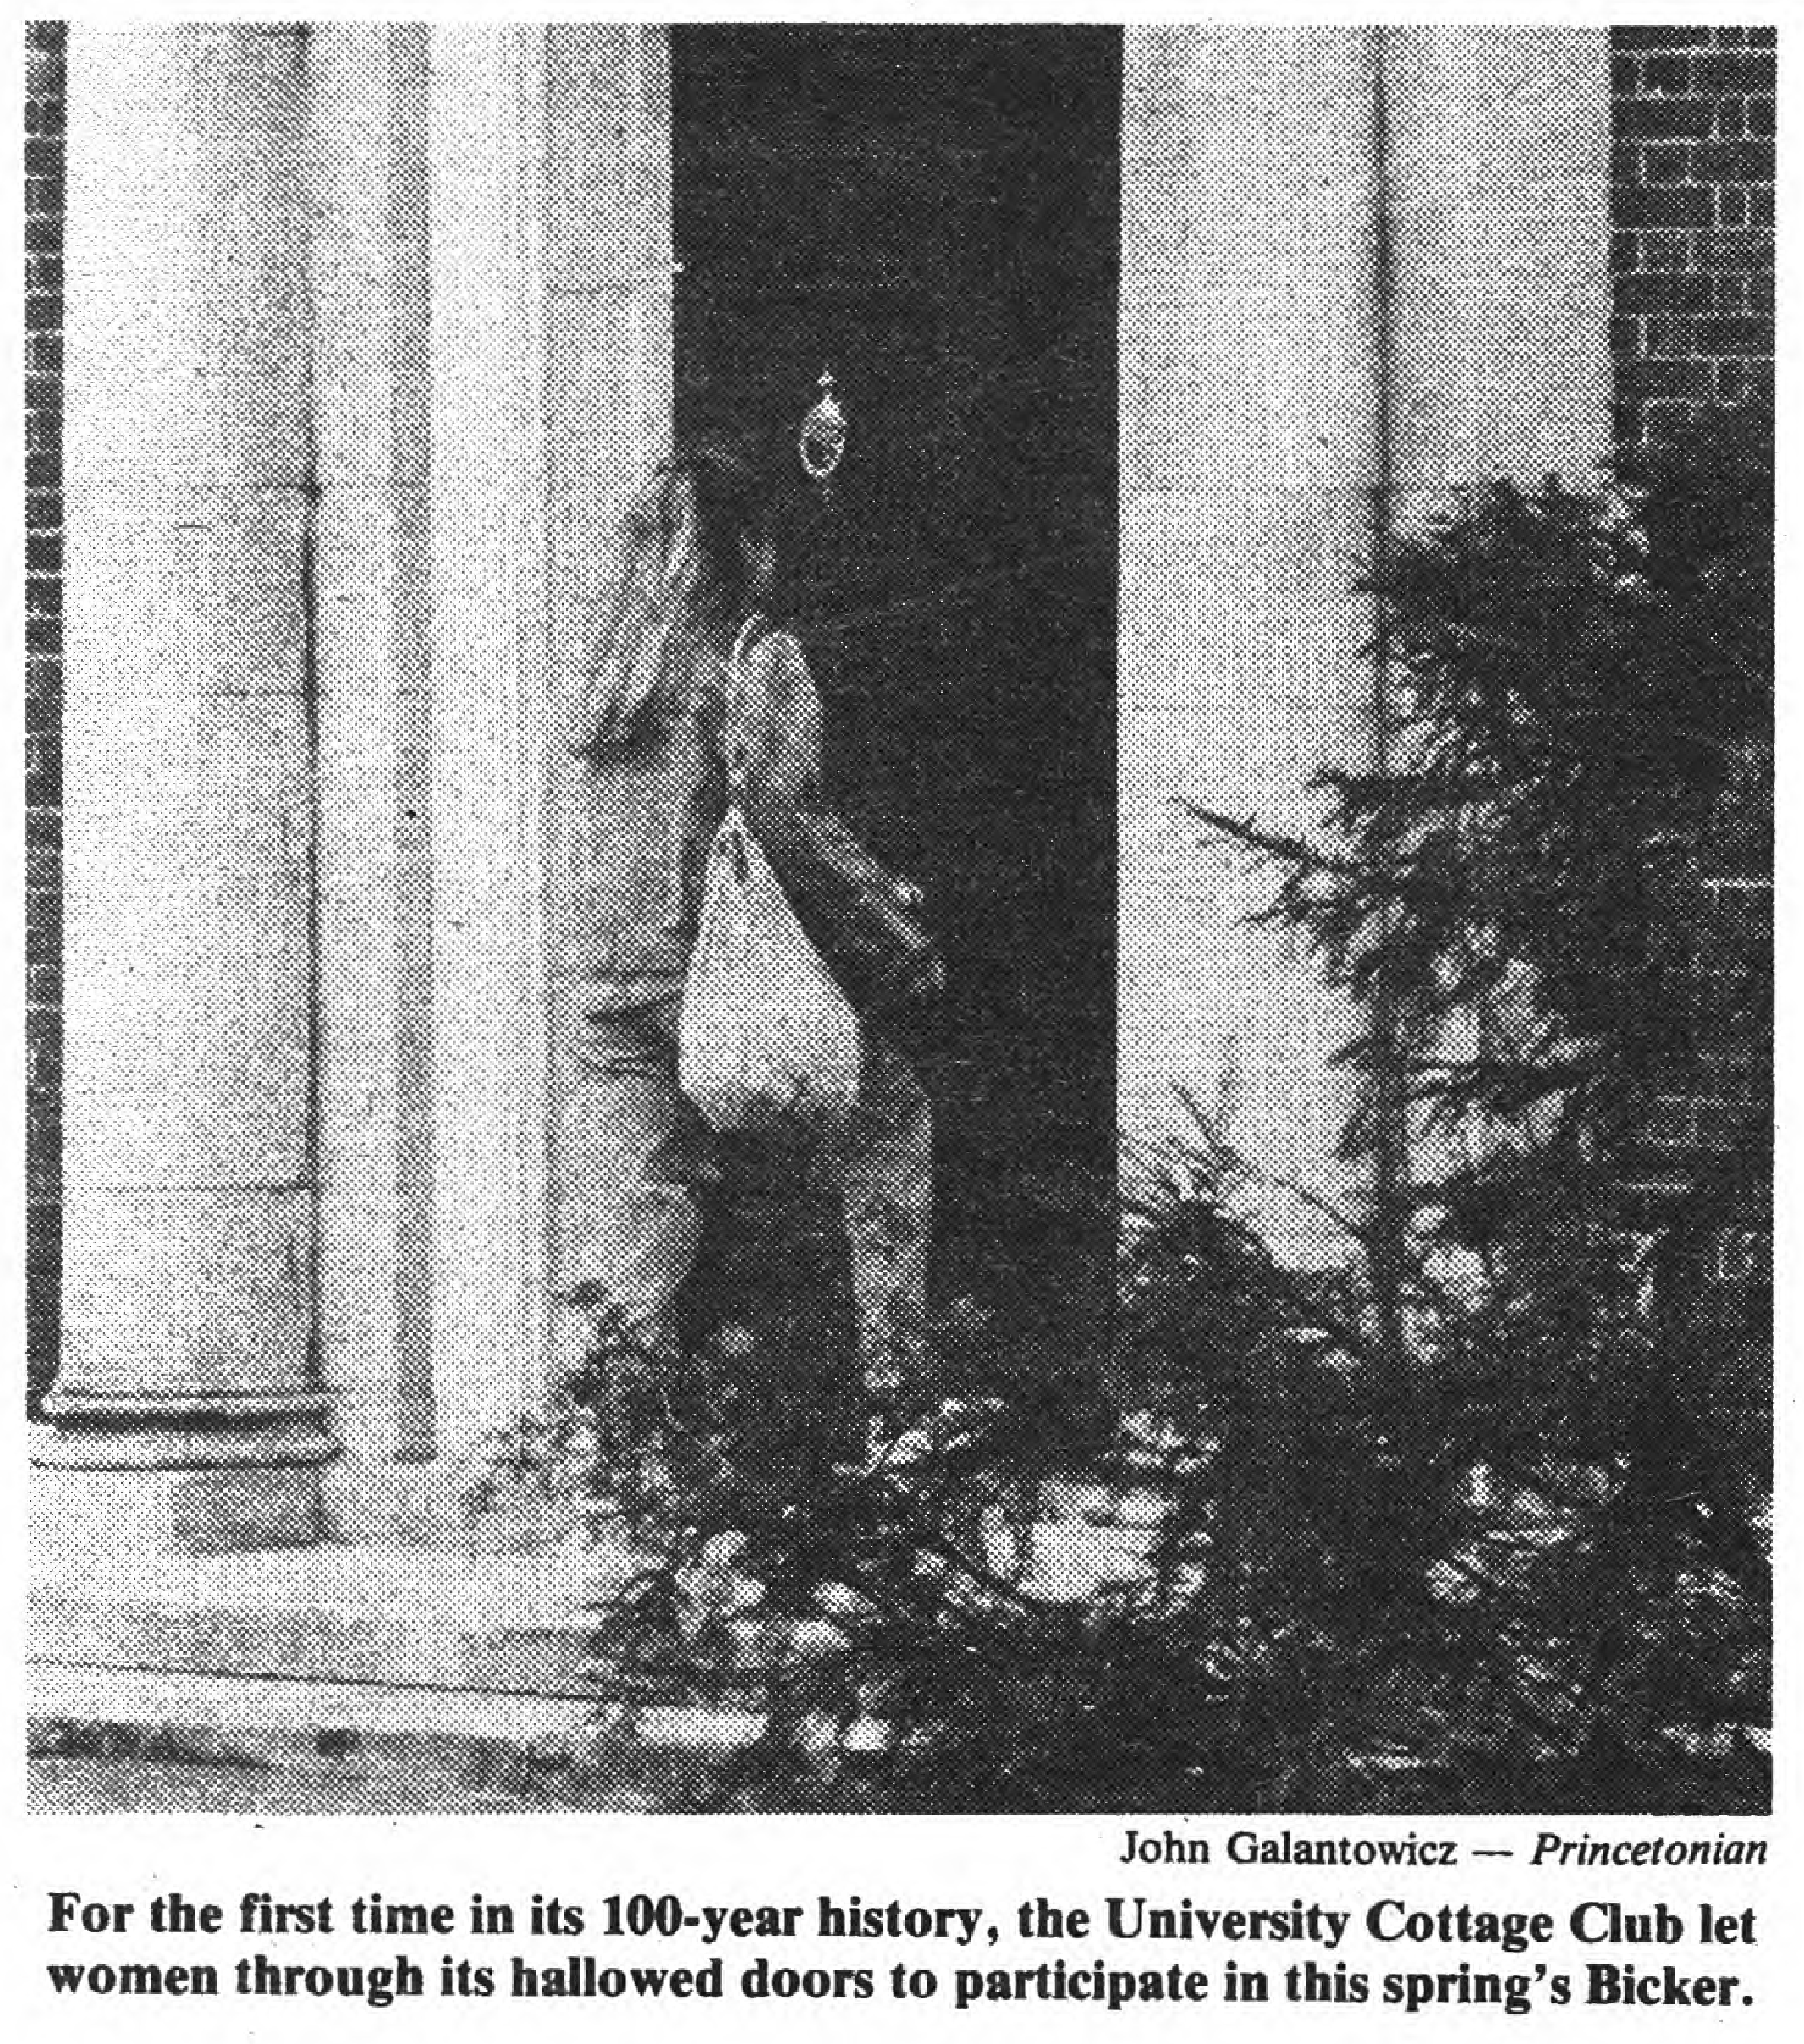 John Galantowicz — Princetonian
For the first time in its 100-year history, the University Cottage Club let
women through its hallowed doors to participate in this spring's Bicker.